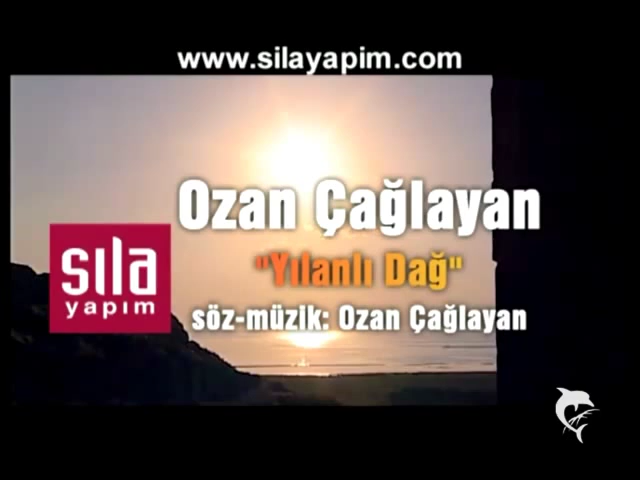 www.silayapim.com
Ozan Çağlayan
sıla
yapım
"Yılanlı Dağ"
söz-müzik: Ozan Çağlayan